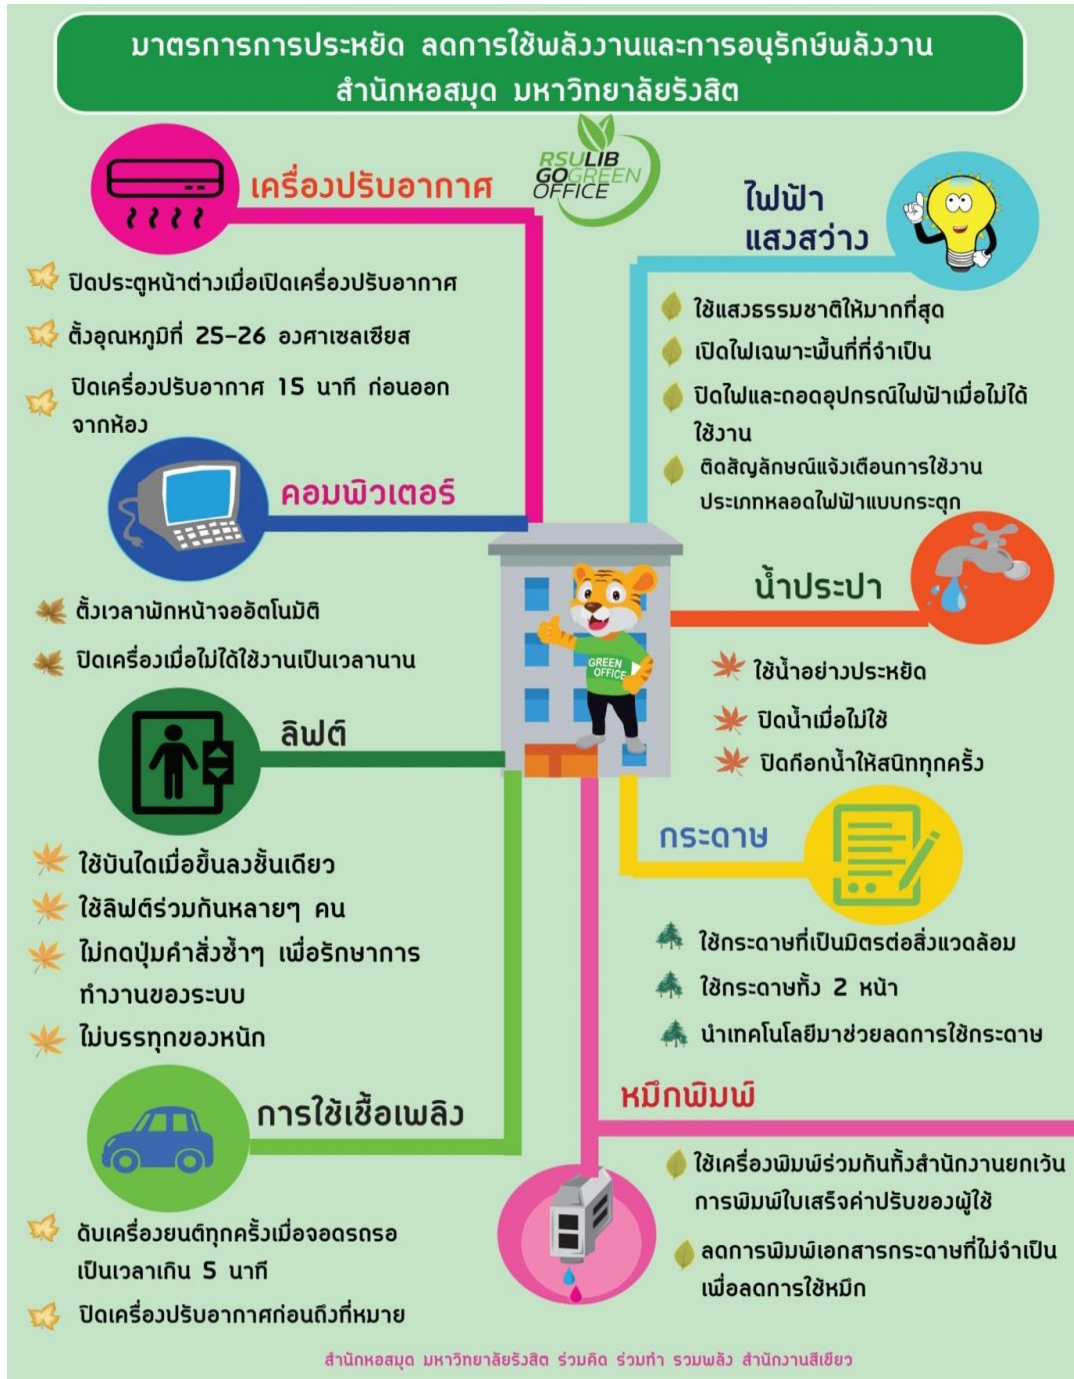 มาตรการการประหยัด ลดการใช้พลังงานและการอนุรักษ์พลังงาน
สำนักหอสมุด มหาวิทยาลัยรังสิต
RSULIB
GOGREEN
OFFICE
เครื่องปรับอากาศ
ปิดประตูหน้าต่างเมื่อเปิดเครื่องปรับอากาศ
ตั้งอุณหภูมิที่ 25-26 องศาเซลเซียส
ปิดเครื่องปรับอากาศ 15 นาที ก่อนออก
จากห้อง
คอมพิวเตอร์
ตั้งเวลาพักหน้าจออัตโนมัติ
ปิดเครื่องเมื่อไม่ได้ใช้งานเป็นเวลานาน
ลิฟต์
ใช้บันไดเมื่อขึ้นลงชั้นเดียว
ใช้ลิฟต์ร่วมกันหลายๆ คน
ไม่กดปุ่มคำสั่งซ้ำๆ เพื่อรักษาการ
ทำงานของระบบ
ไม่บรรทุกของหนัก
การใช้เชื้อเพลิง
ดับเครื่องยนต์ทุกครั้งเมื่อจอดรถรอ
เป็นเวลาเกิน 5 นาที
ปิดเครื่องปรับอากาศก่อนถึงที่หมาย
ไฟฟ้า
แสงสว่าง
ใช้แสงธรรมชาติให้มากที่สุด
เปิดไฟเฉพาะพื้นที่ที่จำเป็น
ปิดไฟและถอดอุปกรณ์ไฟฟ้าเมื่อไม่ได้
ใช้งาน
ติดสัญลักษณ์แจ้งเตือนการใช้งาน
ประเภทหลอดไฟฟ้าแบบกระตุก
น้ำประปา
ใช้น้ำอย่างประหยัด
ปิดน้ำเมื่อไม่ใช้
ปิดก๊อกน้ำให้สนิททุกครั้ง
GREEN
OFFICE
กระดาษ
ใช้กระดาษที่เป็นมิตรต่อสิ่งแวดล้อม
ใช้กระดาษทั้ง 2 หน้า
นำเทคโนโลยีมาช่วยลดการใช้กระดาษ
หมึกพิมพ์
ใช้เครื่องพิมพ์ร่วมกันทั้งสำนักงานยกเว้น
การพิมพ์ใบเสร็จค่าปรับของผู้ใช้
ลดการพิมพ์เอกสารกระดาษที่ไม่จำเป็น
เพื่อลดการใช้หมึก
สำนักหอสมุด มหาวิทยาลัยรังสิต ร่วมคิด ร่วมทำ รวมพลัง สำนักงานสีเขียว